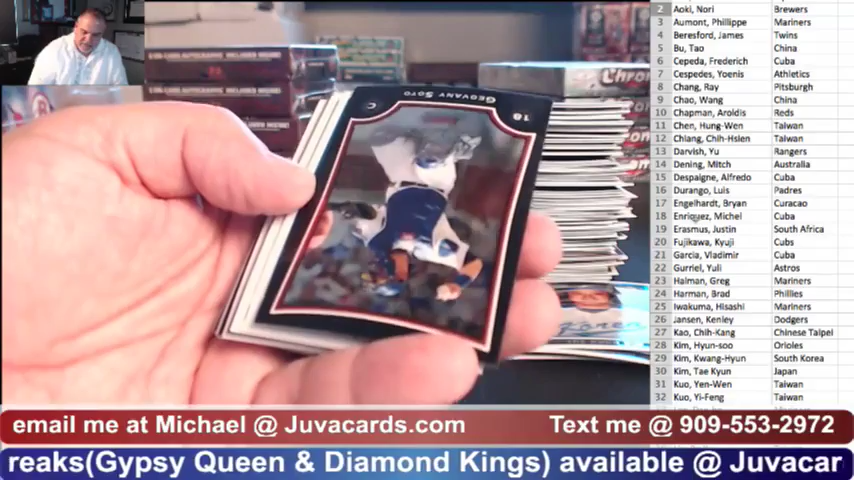 2 Aoki, Nori Brewers
3 Aumont, Phillippe Mariners
4 Beresford, James Twins
5 Bu, Tao China
6 Cepeda, Frederich Cuba
7 Cespedes, Yoenis Athletics
8 Chang, Ray Pitsburgh
9 Chao, Wang China
10 Chapman, Aroldis Reds
11 Chen, Hung-Wen Taiwan
12 Chiang, Chih-Hsien Taiwan
13 Darvish, Yu Rangers
14 Dening, Mitch Australia
15 Despaigne, Alfredo Cuba
16 Durango, Luis Padres
17 Engelhardt, Bryan Curacao
18 Enriquez, Michel Cuba
19 Erasmus, Justin South Africa
20 Fujikawa, Kyuji Cubs
21 Garcia, Vladimir Cuba
22 Gurriel, Yuli Astros
23 Halman, Greg Mariners
24 Harman, Brad Phillies
25 Iwakuma, Hisashi Mariners
26 Jansen, Kenley Dodgers
27 Kao, Chih-Kang Chinese Taipei
28 Kim, Hyun-soo Orioles
29 Kim, Kwang-Hyun South Korea
30 Kim, Tae Kyun Japan
31 Kuo, Yen-Wen Taiwan
32 Kuo, Yi-Feng Taiwan
Chrom
18
GEOVANY SOTO
C
Korea
email me at Michael @ Juvacards.com Text me @ 909-553-2972
reaks(Gypsy Queen & Diamond Kings) available @ Juvacar